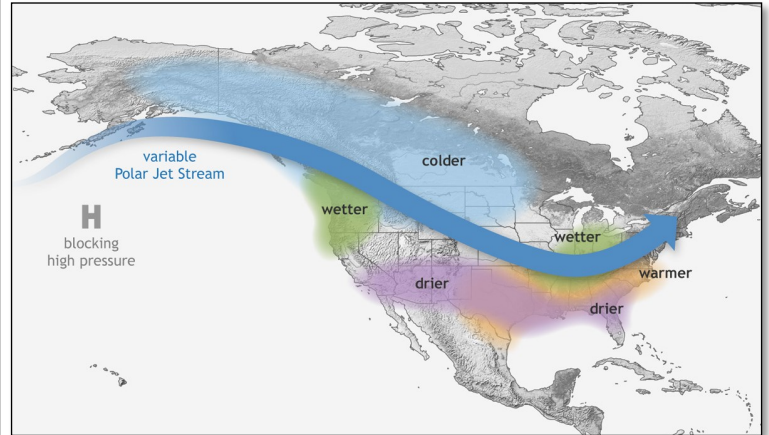 variable
Polar Jet Stream
colder
H
blocking
high pressure
wetter
wetter
drier
warmer
drier